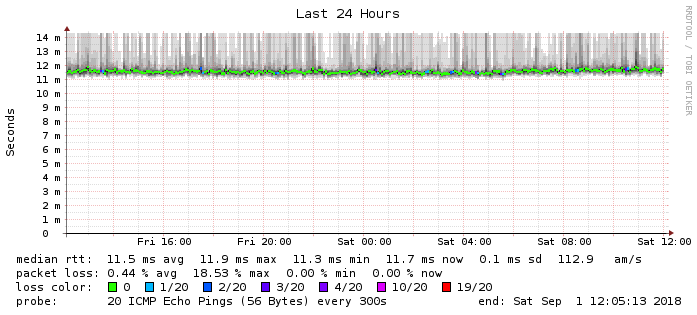 Last 24 Hours
RRDTOOL / TOBI OETIKER
Seconds
14 m
13 m
12 m
11 m
10 m
9 m
8 m
7 m
6 m
5 m
4 m
3 m
2 m
1 m
0
Fri 16:00 Fri 20:00 Sat 00:00 Sat 04:00 Sat 08:00 Sat 12:00
median rtt: 11.5 ms avg 11.9 ms max 11.3 ms min 11.7 ms now 0.1 ms sd 112.9 am/s
packet loss: 0.44 % avg 18.53 % max 0.00 % min 0.00 % now
loss color: 0 1/20 2/20 3/20 4/20 10/20 19/20
probe: 20 ICMP Echo Pings (56 Bytes) every 300s end: Sat Sep 1 12:05:13 2018